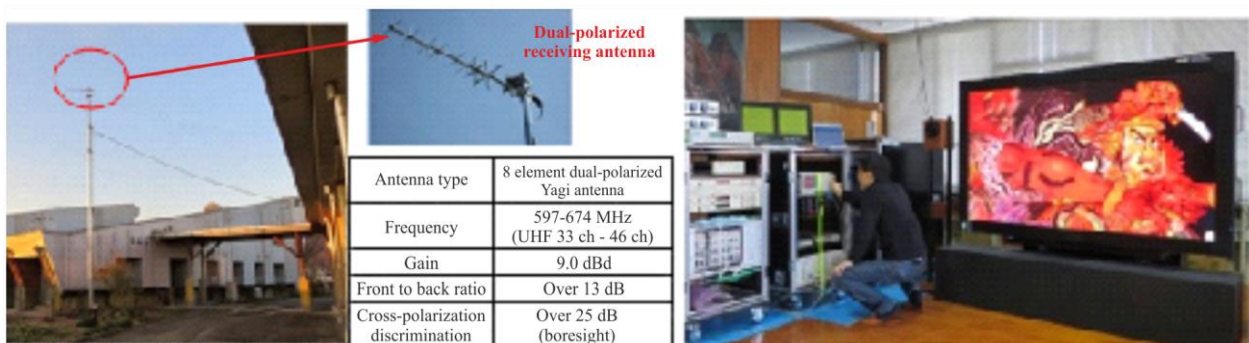 Dual-polarized
receiving antenna
Antenna type
8 element dual-polarized
Yagi antenna
Frequency
597-674 MHz
(UHF 33 ch - 46 ch)
Gain
9.0 dBd
Front to back ratio
Over 13 dB
Cross-polarization
discrimination
Over 25 dB
(boresight)